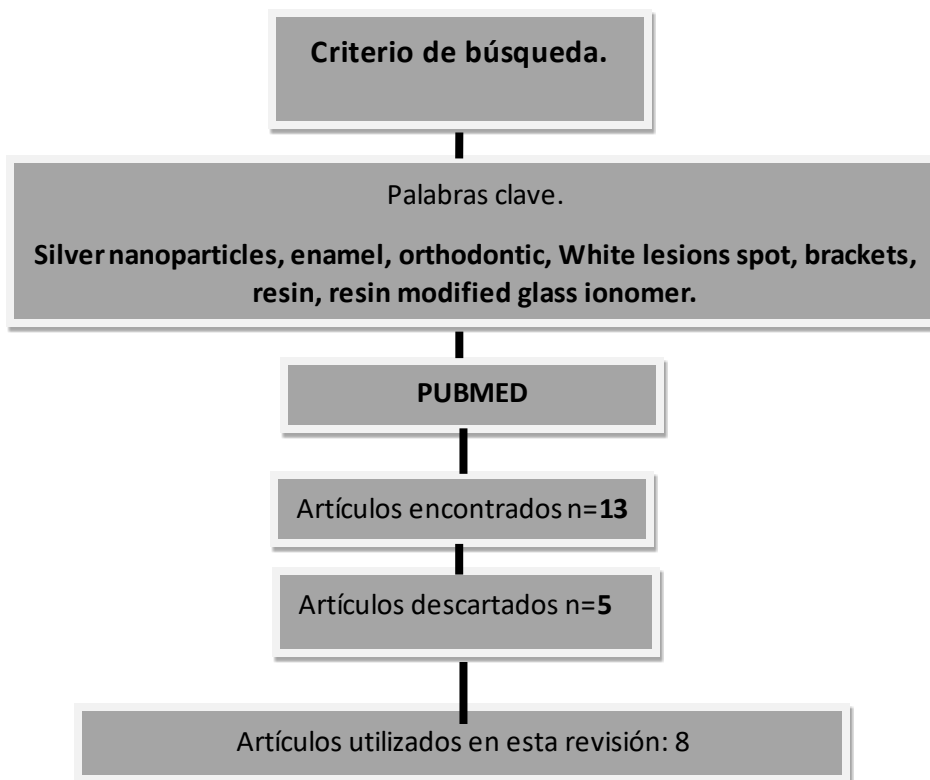 Criterio de búsqueda.
Palabras clave.
Silver nanoparticles, enamel, orthodontic, White lesions spot, brackets,
resin, resin modified glass ionomer.
PUBMED
Artículos encontrados n=13
Artículos descartados n=5
Artículos utilizados en esta revisión: 8